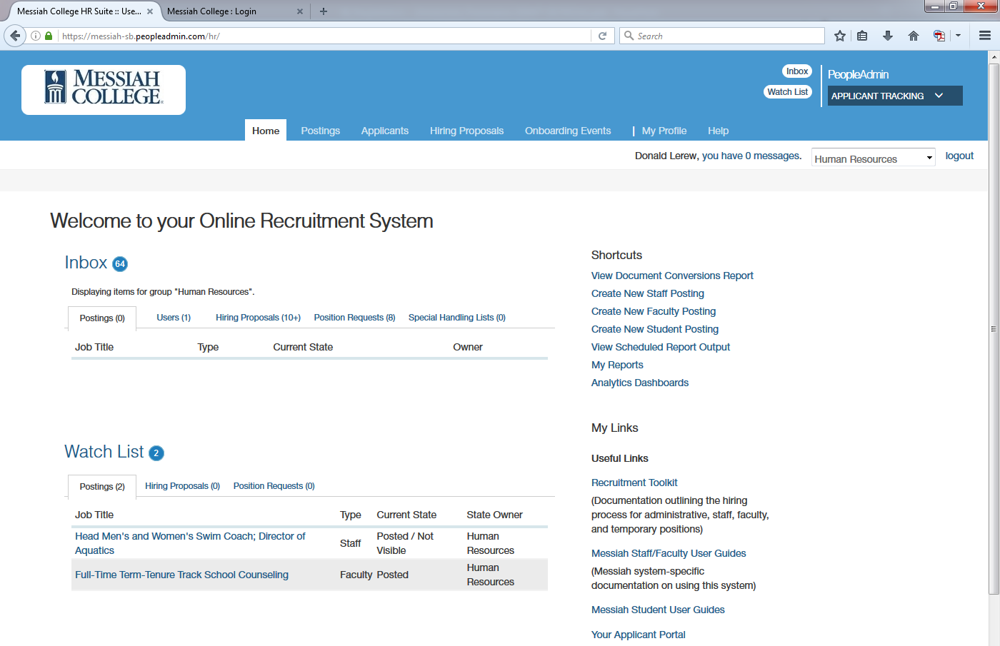 Messiah College HR Suite :: Use...
Messiah College : Login
https://messiah-sb.peopleadmin.com/hr/
Search
MESSIAH
COLLEGE
Inbox
Watch List
PeopleAdmin
APPLICANT TRACKING
Home
Postings
Applicants
Hiring Proposals
Onboarding Events
| My Profile
Help
Donald Lerew, you have 0 messages.
Human Resources
logout
Welcome to your Online Recruitment System
Inbox 64
Displaying items for group "Human Resources".
Postings (0)
Users (1)
Hiring Proposals (10+)
Position Requests (8)
Special Handling Lists (0)
Job Title
Type
Current State
Owner
Watch List 2
Postings (2)
Hiring Proposals (0)
Position Requests (0)
Job Title
Type
Current State
State Owner
Head Men's and Women's Swim Coach; Director of
Aquatics
Staff
Posted / Not
Visible
Human
Resources
Full-Time Term-Tenure Track School Counseling
Faculty
Posted
Human
Resources
Shortcuts
View Document Conversions Report
Create New Staff Posting
Create New Faculty Posting
Create New Student Posting
View Scheduled Report Output
My Reports
Analytics Dashboards
My Links
Useful Links
Recruitment Toolkit
(Documentation outlining the hiring
process for administrative, staff, faculty,
and temporary positions)
Messiah Staff/Faculty User Guides
(Messiah system-specific
documentation on using this system)
Messiah Student User Guides
Your Applicant Portal